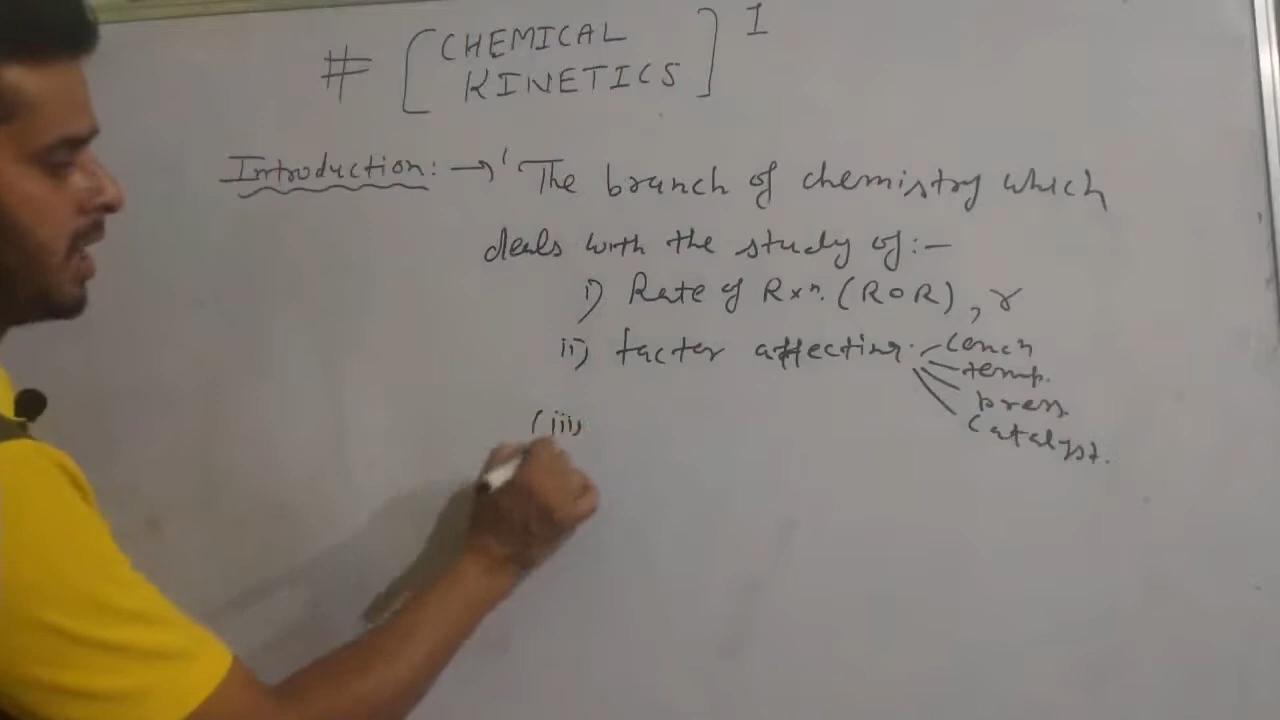 # [CHEMICAL KINETICS] I
Introduction: → ' The branch of chemistry which
deals with the study of :-
i) Rate of Rxn. (ROR), r
ii) factor affecting. Concn
temp.
press.
Catalyst.
(iii)